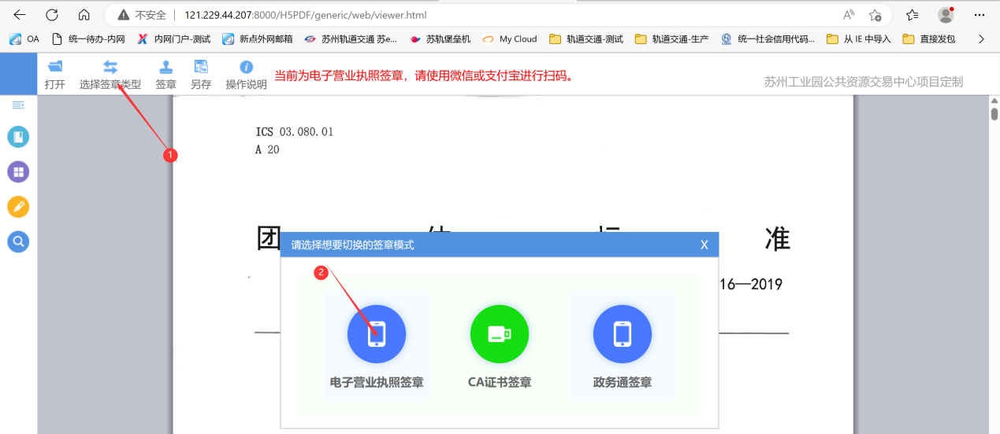 不安全 | 121.229.44.207:8000/H5PDF/generic/web/viewer.html
OA 统一待办-内网 内网门户-测试 新点外网邮箱 苏州轨道交通 苏e... 苏轨堡垒机 My Cloud 轨道交通-测试 轨道交通-生产 统一社会信用代码... 从 IE 中导入 直接发包
打开 选择签章类型 签章 另存 操作说明
当前为电子营业执照签章，请使用微信或支付宝进行扫码。
苏州工业园公共资源交易中心项目定制
1
ICS 03.080.01
A 20
团 体 标 准
请选择想要切换的签章模式 X
2
16—2019
电子营业执照签章 CA证书签章 政务通签章